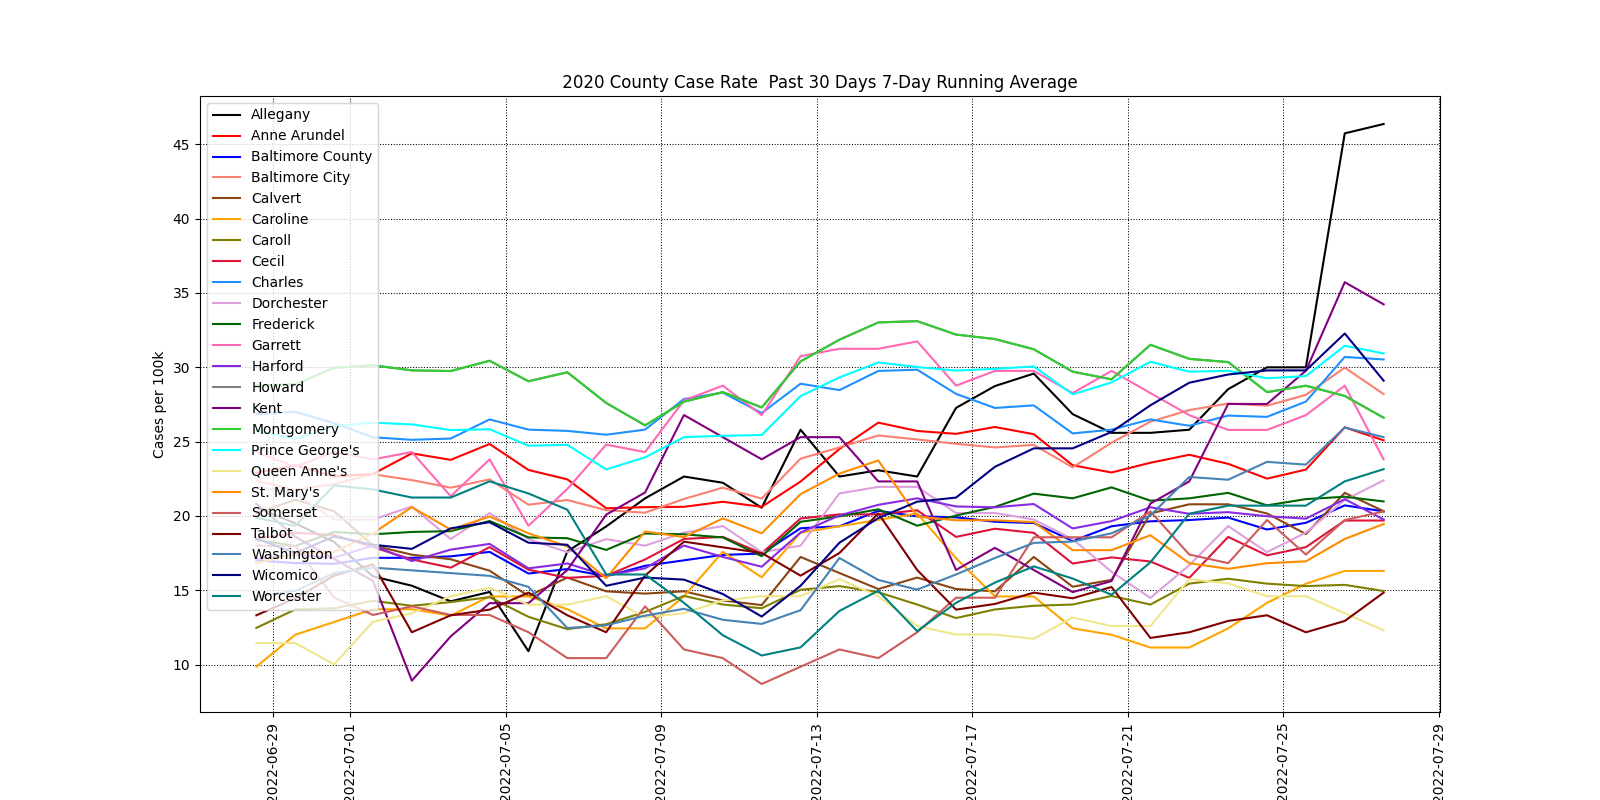 2020 County Case Rate  Past 30 Days 7-Day Running Average
Cases per 100k
45
40
35
30
25
20
15
10
Allegany
Anne Arundel
Baltimore County
Baltimore City
Calvert
Caroline
Caroll
Cecil
Charles
Dorchester
Frederick
Garrett
Harford
Howard
Kent
Montgomery
Prince George's
Queen Anne's
St. Mary's
Somerset
Talbot
Washington
Wicomico
Worcester
2022-06-29
2022-07-01
2022-07-05
2022-07-09
2022-07-13
2022-07-17
2022-07-21
2022-07-25
2022-07-29